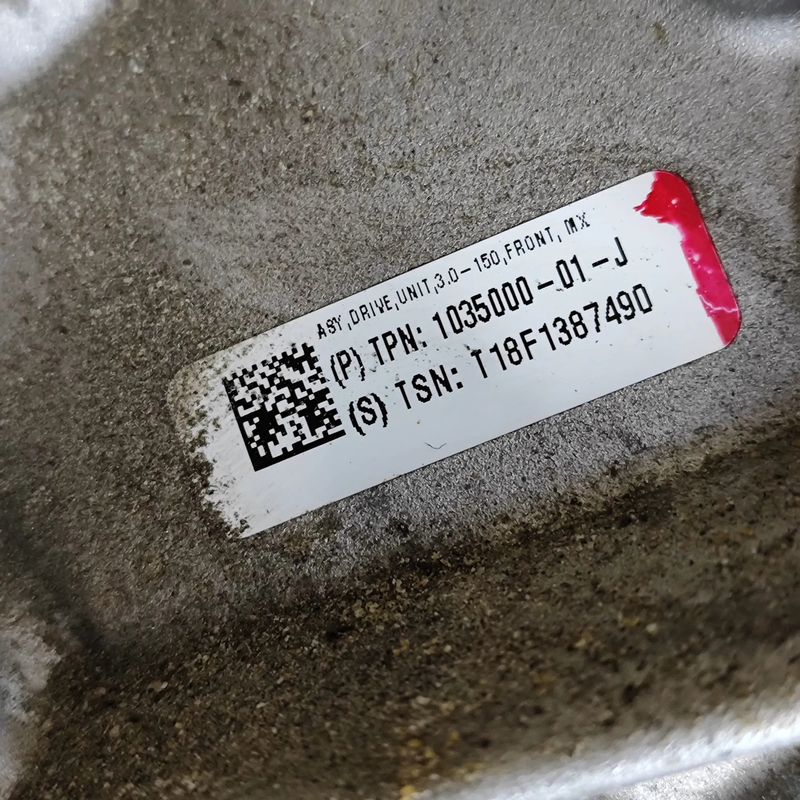 ASY,DRIVE,UNIT,3.0-150,FRONT, MX
(P) TPN: 1035000-01-J
(S) TSN: T18F1387490